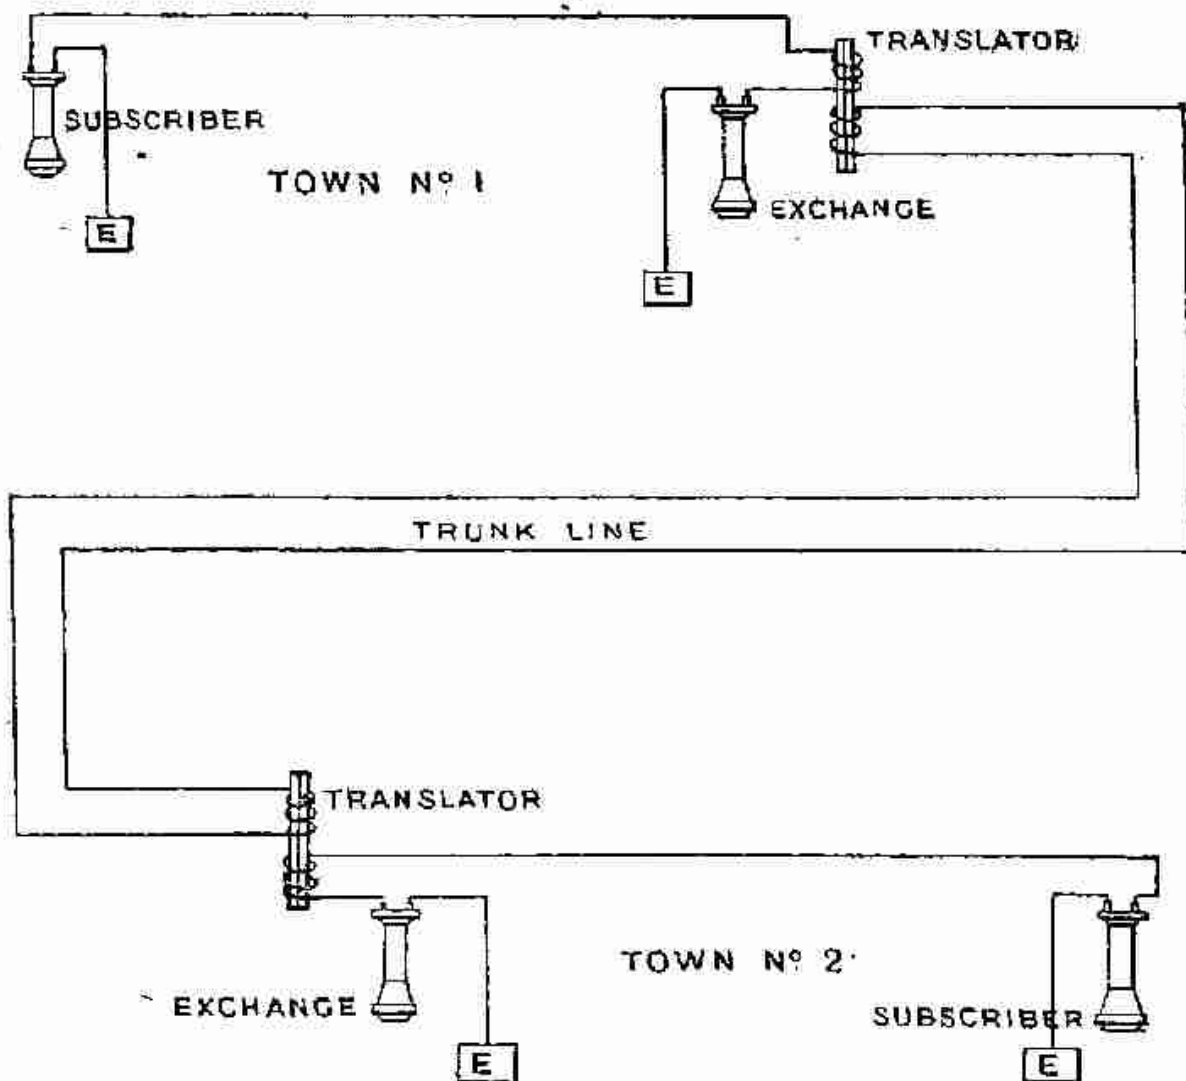 TRANSLATOR
SUBSCRIBER
TOWN Nº 1
EXCHANGE
E
E
TRUNK LINE
TRANSLATOR
TOWN Nº 2
EXCHANGE
SUBSCRIBER
E
E